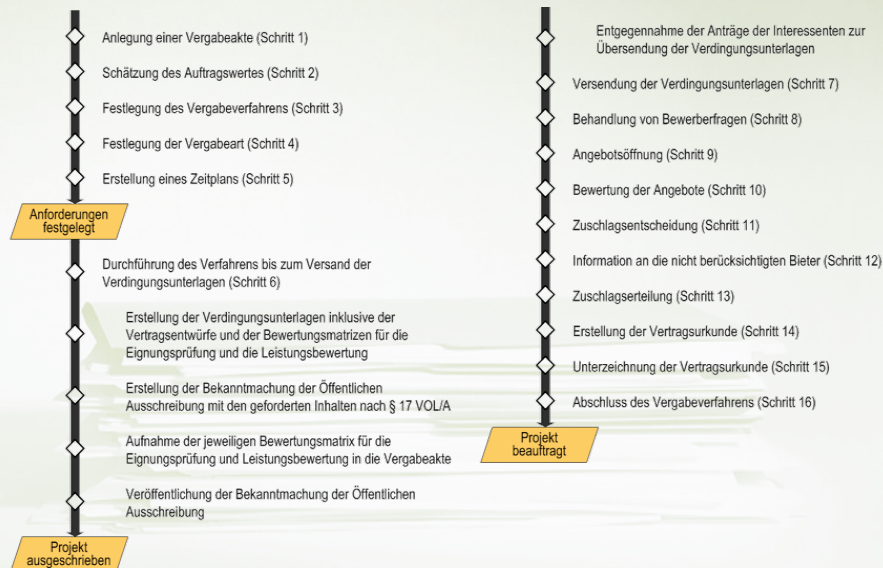 Anlegung einer Vergabeakte (Schritt 1)
Schätzung des Auftragswertes (Schritt 2)
Festlegung des Vergabeverfahrens (Schritt 3)
Festlegung der Vergabeart (Schritt 4)
Erstellung eines Zeitplans (Schritt 5)
Anforderungen
festgelegt
Durchführung des Verfahrens bis zum Versand der
Verdingungsunterlagen (Schritt 6)
Erstellung der Verdingungsunterlagen inklusive der
Vertragsentwürfe und der Bewertungsmatrizen für die
Eignungsprüfung und die Leistungsbewertung
Erstellung der Bekanntmachung der Öffentlichen
Ausschreibung mit den geforderten Inhalten nach § 17 VOL/A
Aufnahme der jeweiligen Bewertungsmatrix für die
Eignungsprüfung und Leistungsbewertung in die Vergabeakte
Veröffentlichung der Bekanntmachung der Öffentlichen
Ausschreibung
Projekt
ausgeschrieben
Entgegennahme der Anträge der Interessenten zur
Übersendung der Verdingungsunterlagen
Versendung der Verdingungsunterlagen (Schritt 7)
Behandlung von Bewerberfragen (Schritt 8)
Angebotsöffnung (Schritt 9)
Bewertung der Angebote (Schritt 10)
Zuschlagsentscheidung (Schritt 11)
Information an die nicht berücksichtigten Bieter (Schritt 12)
Zuschlagserteilung (Schritt 13)
Erstellung der Vertragsurkunde (Schritt 14)
Unterzeichnung der Vertragsurkunde (Schritt 15)
Abschluss des Vergabeverfahrens (Schritt 16)
Projekt
beauftragt